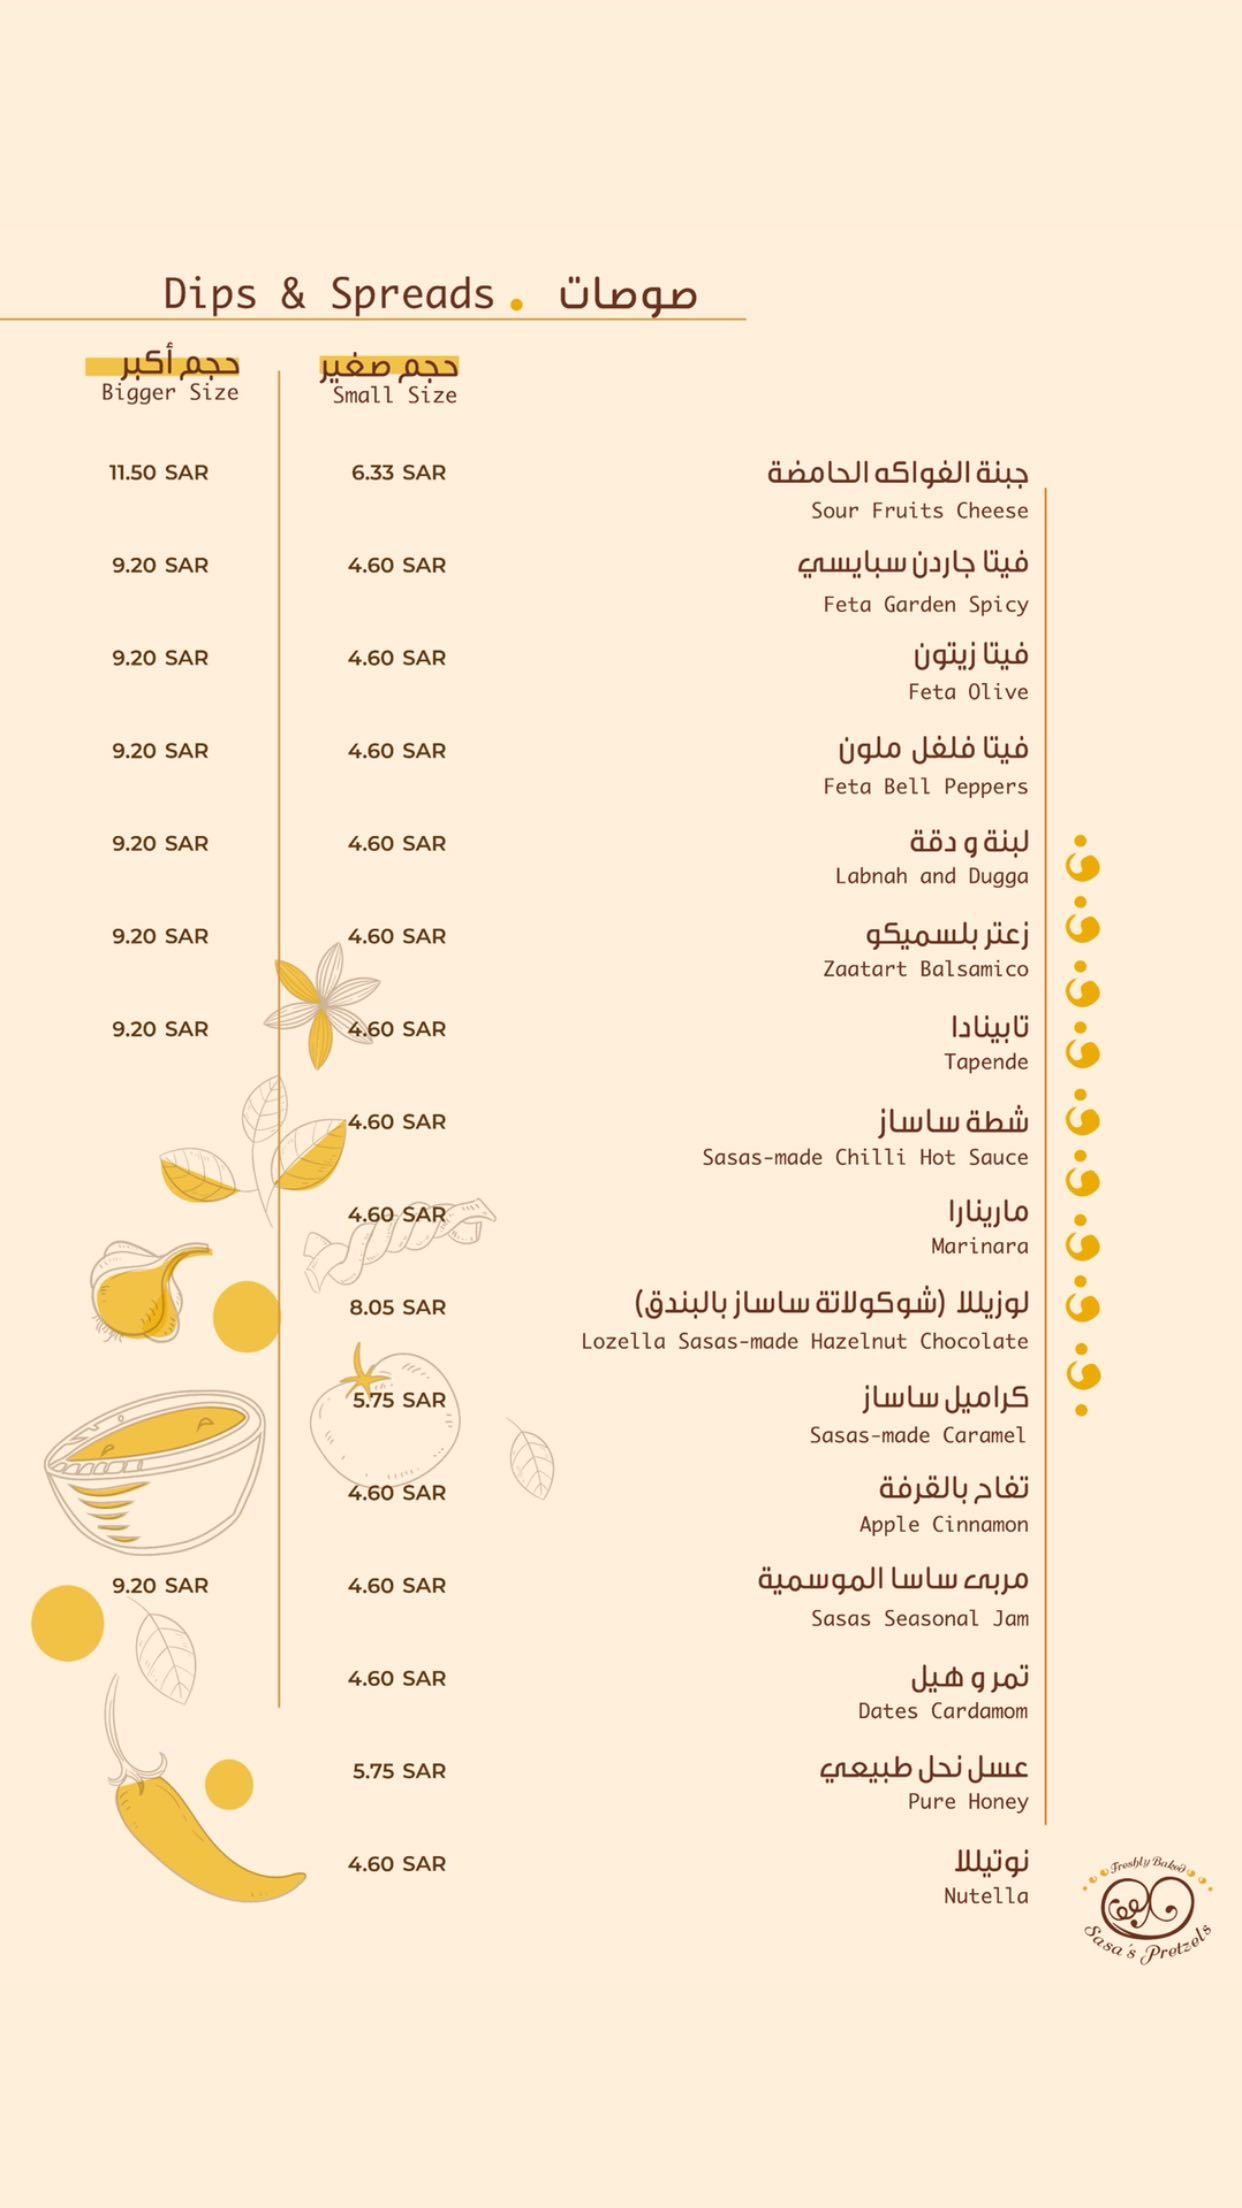 Dips & Spreads . صوصات
حجم أكبر
Bigger Size
حجم صغير
Small Size
جبنة الفواكه الحامضة
6.33 SAR
11.50 SAR
Sour Fruits Cheese
فيتا جاردن سبايسي
4.60 SAR
9.20 SAR
Feta Garden Spicy
فيتا زيتون
4.60 SAR
9.20 SAR
Feta Olive
فيتا فلفل ملون
4.60 SAR
9.20 SAR
Feta Bell Peppers
لبنة و دقة
4.60 SAR
9.20 SAR
Labnah and Dugga
زعتر بلسميكو
4.60 SAR
9.20 SAR
Zaatart Balsamico
تابينادا
4.60 SAR
9.20 SAR
Tapende
شطة ساساز
4.60 SAR
Sasas-made Chilli Hot Sauce
مارينارا
4.60 SAR
Marinara
لوزيللا (شوكولاتة ساساز بالبندق)
8.05 SAR
Lozella Sasas-made Hazelnut Chocolate
كراميل ساساز
5.75 SAR
Sasas-made Caramel
تفاح بالقرفة
4.60 SAR
Apple Cinnamon
مربى ساسا الموسمية
4.60 SAR
9.20 SAR
Sasas Seasonal Jam
تمر و هيل
4.60 SAR
Dates Cardamom
عسل نحل طبيعي
5.75 SAR
Pure Honey
نوتيللا
4.60 SAR
Nutella
Freshly Baked
Sasa's Pretzels